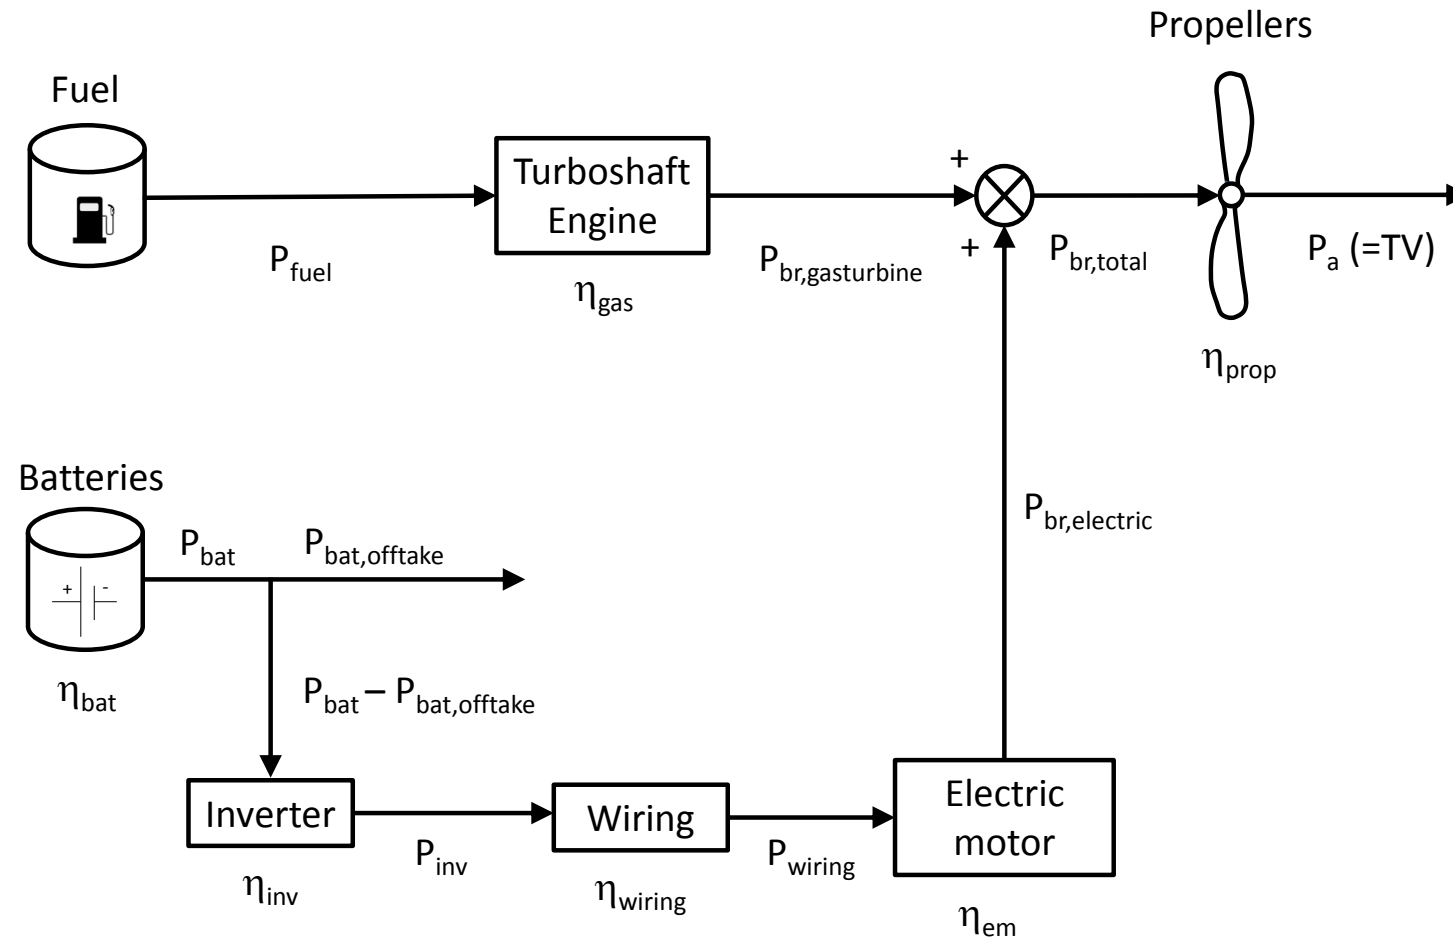 Propellers
Fuel
Turboshaft
Engine
+
+
P_fuel
η_gas
P_br,gasturbine
P_br,total
P_a (=TV)
η_prop
Batteries
P_bat
P_bat,offtake
+ -
P_br,electric
η_bat
P_bat – P_bat,offtake
Inverter
Wiring
Electric
motor
P_inv
P_wiring
η_inv
η_wiring
η_em